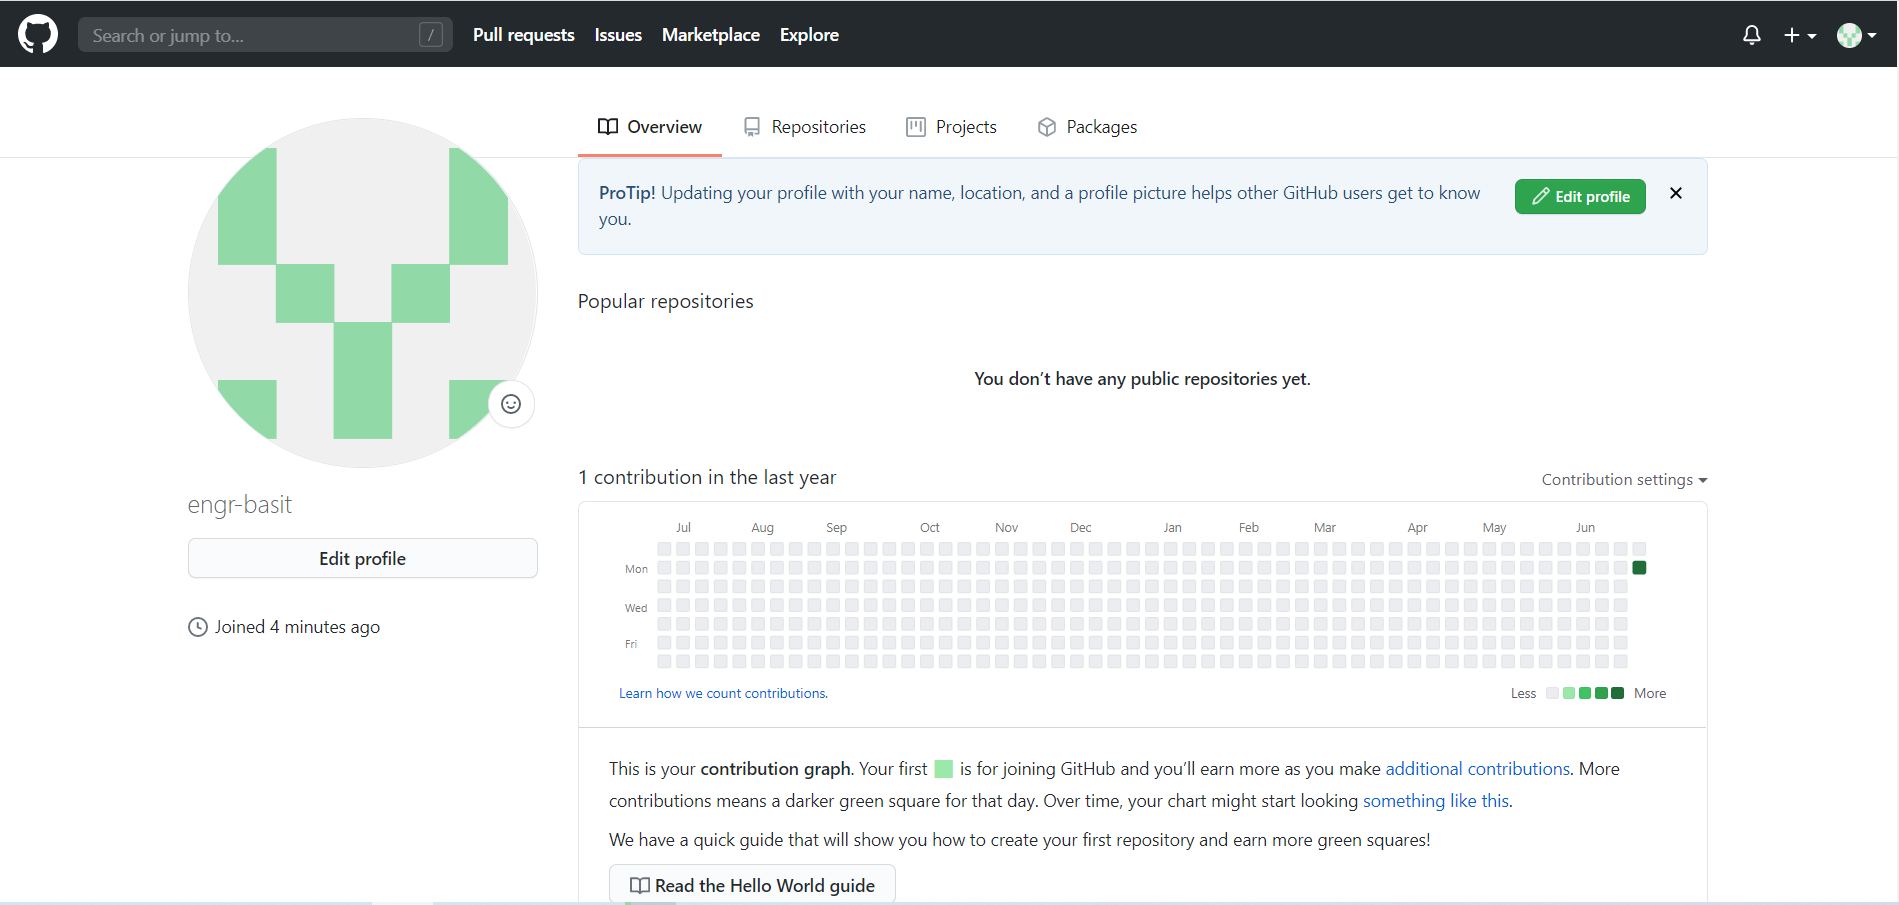 Search or jump to... /
Pull requests
Issues
Marketplace
Explore
Overview
Repositories
Projects
Packages
ProTip! Updating your profile with your name, location, and a profile picture helps other GitHub users get to know
you.
Edit profile
Popular repositories
You don’t have any public repositories yet.
engr-basit
Edit profile
Joined 4 minutes ago
1 contribution in the last year
Contribution settings
Jul Aug Sep Oct Nov Dec Jan Feb Mar Apr May Jun
Mon
Wed
Fri
Learn how we count contributions.
Less More
This is your contribution graph. Your first is for joining GitHub and you’ll earn more as you make additional contributions. More
contributions means a darker green square for that day. Over time, your chart might start looking something like this.
We have a quick guide that will show you how to create your first repository and earn more green squares!
Read the Hello World guide